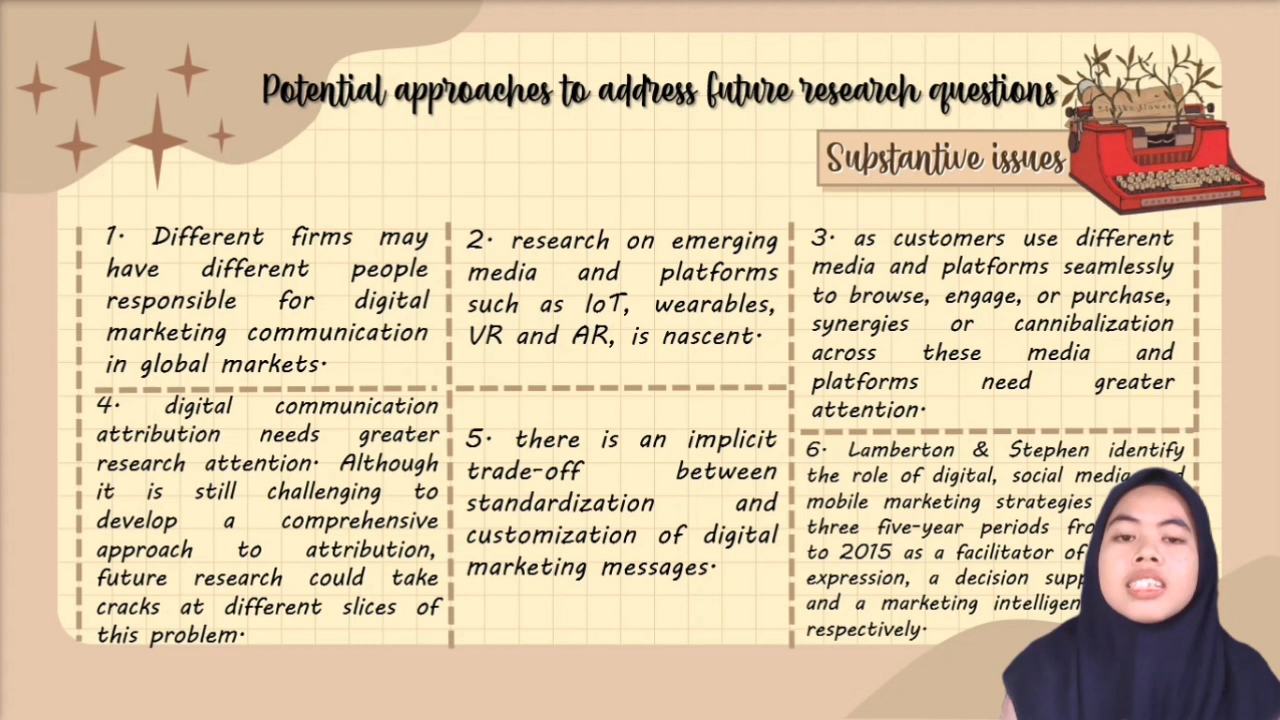 Potential approaches to address future research questions
Substantive issues
1. Different firms may
have different people
responsible for digital
marketing communication
in global markets.
2. research on emerging
media and platforms
such as IoT, wearables,
VR and AR, is nascent.
3. as customers use different
media and platforms seamlessly
to browse, engage, or purchase,
synergies or cannibalization
across these media and
platforms need greater
attention.
4. digital communication
attribution needs greater
research attention. Although
it is still challenging to
develop a comprehensive
approach to attribution,
future research could take
cracks at different slices of
this problem.
5. there is an implicit
trade-off between
standardization and
customization of digital
marketing messages.
6. Lamberton & Stephen identify
the role of digital, social
mobile marketing strategies
three five-year periods
to 2015 as a facilitator of
expression, a decision
and a marketing
respectively.